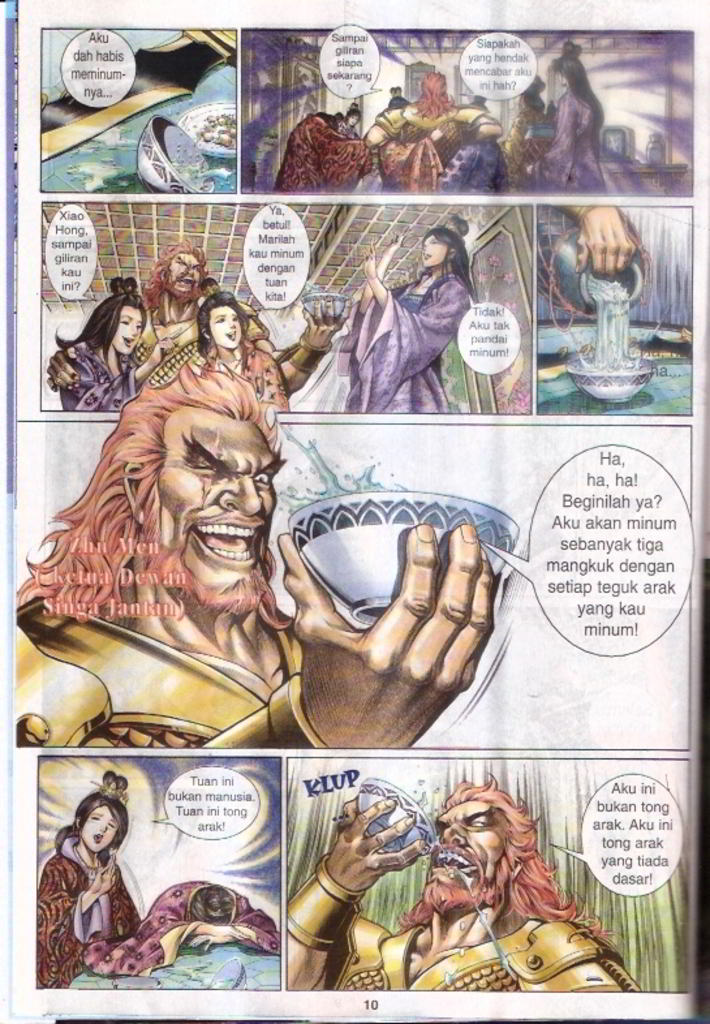 Aku
dah habis
meminum-
nya...
Sampai
giliran
siapa
sekarang
?
Siapakah
yang hendak
mencabar aku
ini hah?
Xiao
Hong,
sampai
giliran
kau
ini?
Ya,
betul!
Marilah
kau minum
dengan
tuan
kita!
Tidak!
Aku tak
pandai
minum!
Ha,
ha, ha!
Beginilah ya?
Aku akan minum
sebanyak tiga
mangkuk dengan
setiap teguk arak
yang kau
minum!
Zhu Men
( ketua Dewan
Singa Jantan)
Tuan ini
bukan manusia.
Tuan ini tong
arak!
KLUP
Aku ini
bukan tong
arak. Aku ini
tong arak
yang tiada
dasar!
10